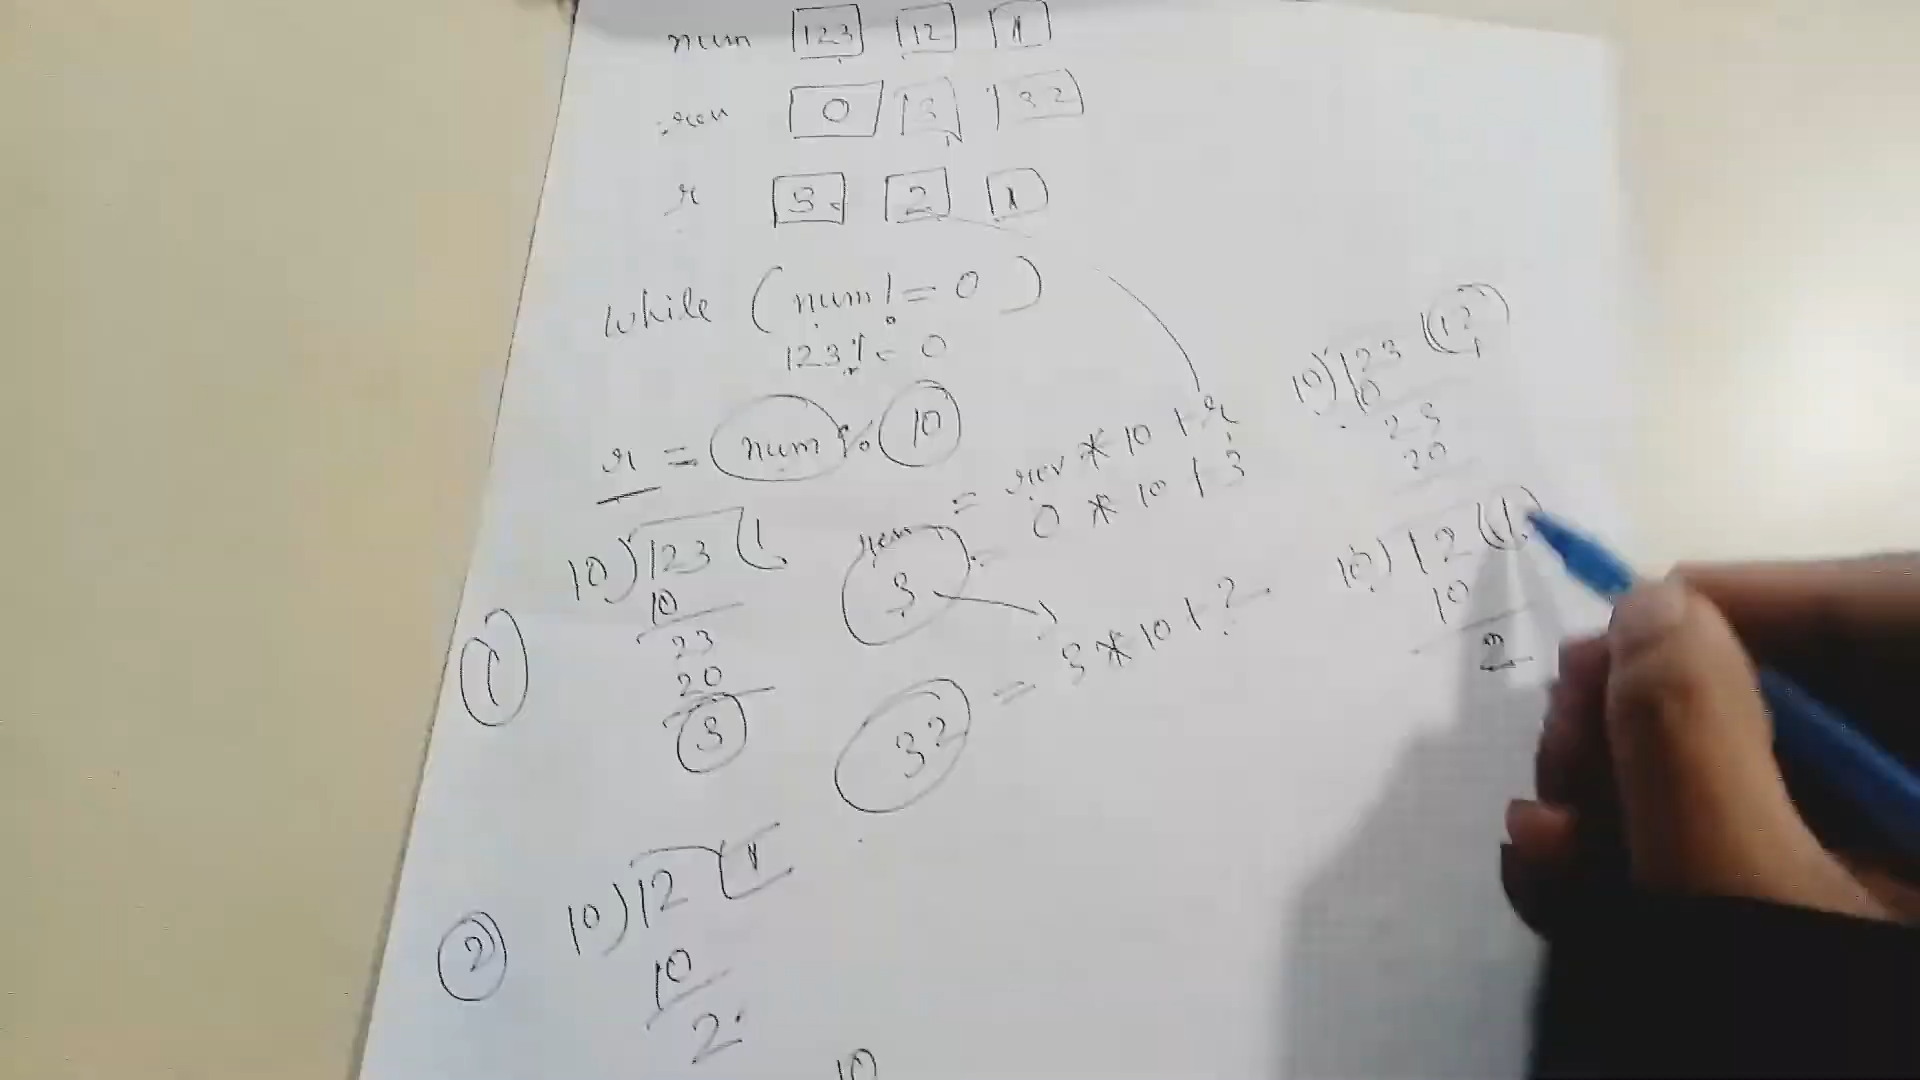 num 123 12 1
rev 0 3 32
r 3 2 1
while (num != 0)
123 != 0
r = num % 10
10)123(1
10
23
20
3
1
rev = rev * 10 + r
= 0 * 10 + 3
3
32 = 3 * 10 + 2
10)123(12
10
23
20
10)12(1
10
2
2
10)12(1
10
2
10